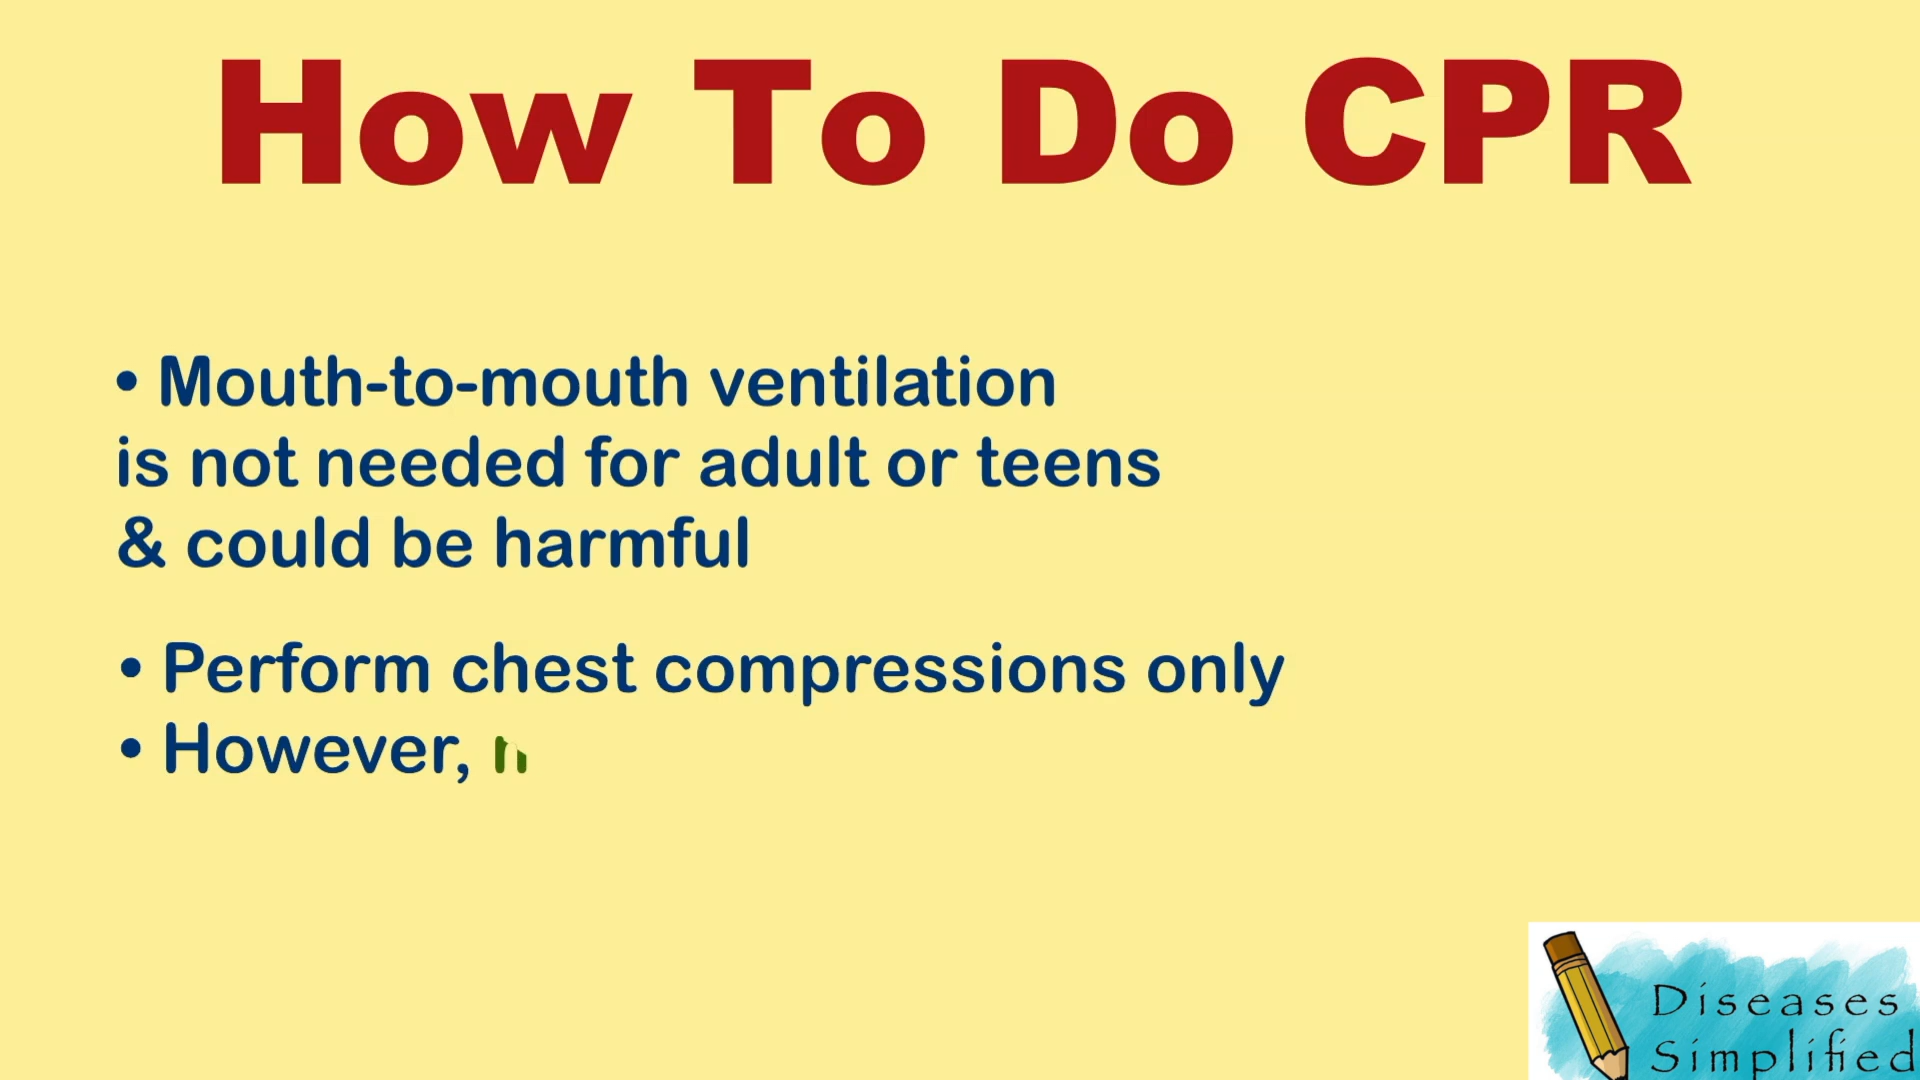 How To Do CPR
• Mouth-to-mouth ventilation
is not needed for adult or teens
& could be harmful
• Perform chest compressions only
• However,
Diseases
Simplified